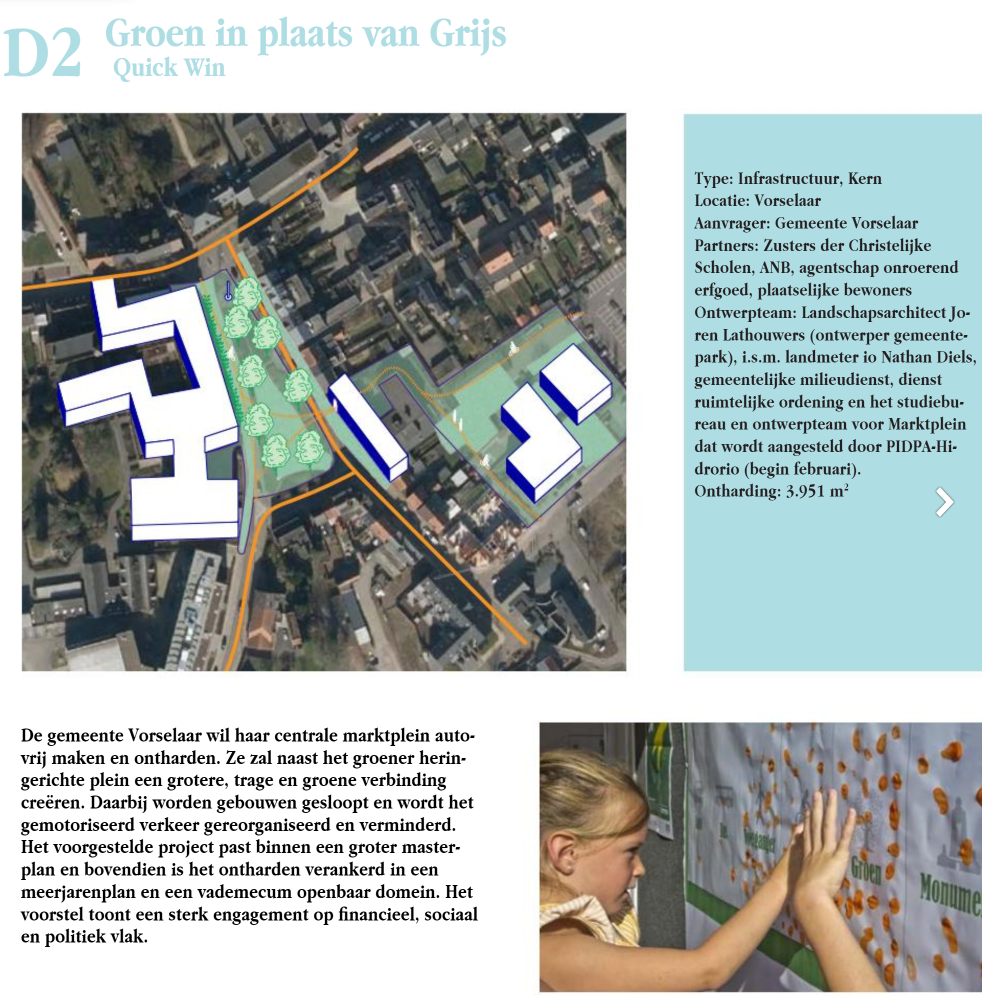 D2
Groen in plaats van Grijs
Quick Win
Type: Infrastructuur, Kern
Locatie: Vorselaar
Aanvrager: Gemeente Vorselaar
Partners: Zusters der Christelijke
Scholen, ANB, agentschap onroerend
erfgoed, plaatselijke bewoners
Ontwerpteam: Landschapsarchitect Jo-
ren Lathouwers (ontwerper gemeente-
park), i.s.m. landmeter io Nathan Diels,
gemeentelijke milieudienst, dienst
ruimtelijke ordening en het studiebu-
reau en ontwerpteam voor Marktplein
dat wordt aangesteld door PIDPA-Hi-
drorio (begin februari).
Ontharding: 3.951 m²
De gemeente Vorselaar wil haar centrale marktplein auto-
vrij maken en ontharden. Ze zal naast het groener herin-
gerichte plein een grotere, trage en groene verbinding
creëren. Daarbij worden gebouwen gesloopt en wordt het
gemotoriseerd verkeer gereorganiseerd en verminderd.
Het voorgestelde project past binnen een groter master-
plan en bovendien is het ontharden verankerd in een
meerjarenplan en een vademecum openbaar domein. Het
voorstel toont een sterk engagement op financieel, sociaal
en politiek vlak.
Groen
Monume